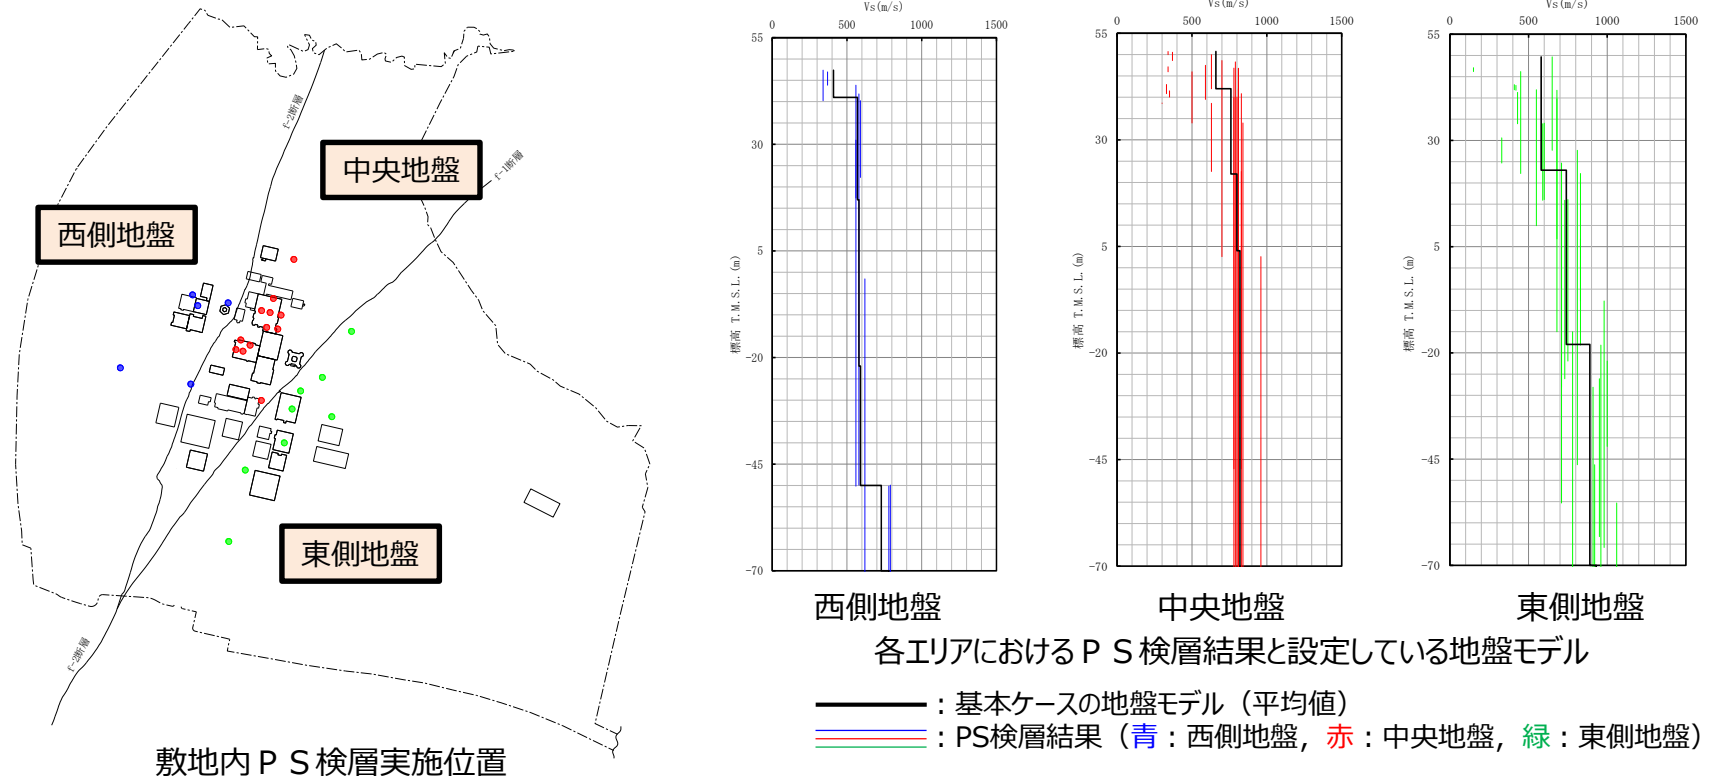 f-2断層
中央地盤
f-1断層
西側地盤
東側地盤
f-2断層
敷地内PS検層実施位置
Vs(m/s)
0 500 1000 1500
55
30
5
-20
-45
-70
標高 T.M.S.L.(m)
西側地盤
Vs(m/s)
0 500 1000 1500
55
30
5
-20
-45
-70
標高 T.M.S.L.(m)
中央地盤
Vs(m/s)
0 500 1000 1500
55
30
5
-20
-45
-70
標高 T.M.S.L.(m)
東側地盤
各エリアにおけるPS検層結果と設定している地盤モデル
：基本ケースの地盤モデル（平均値）
：PS検層結果（青：西側地盤，赤：中央地盤，緑：東側地盤）